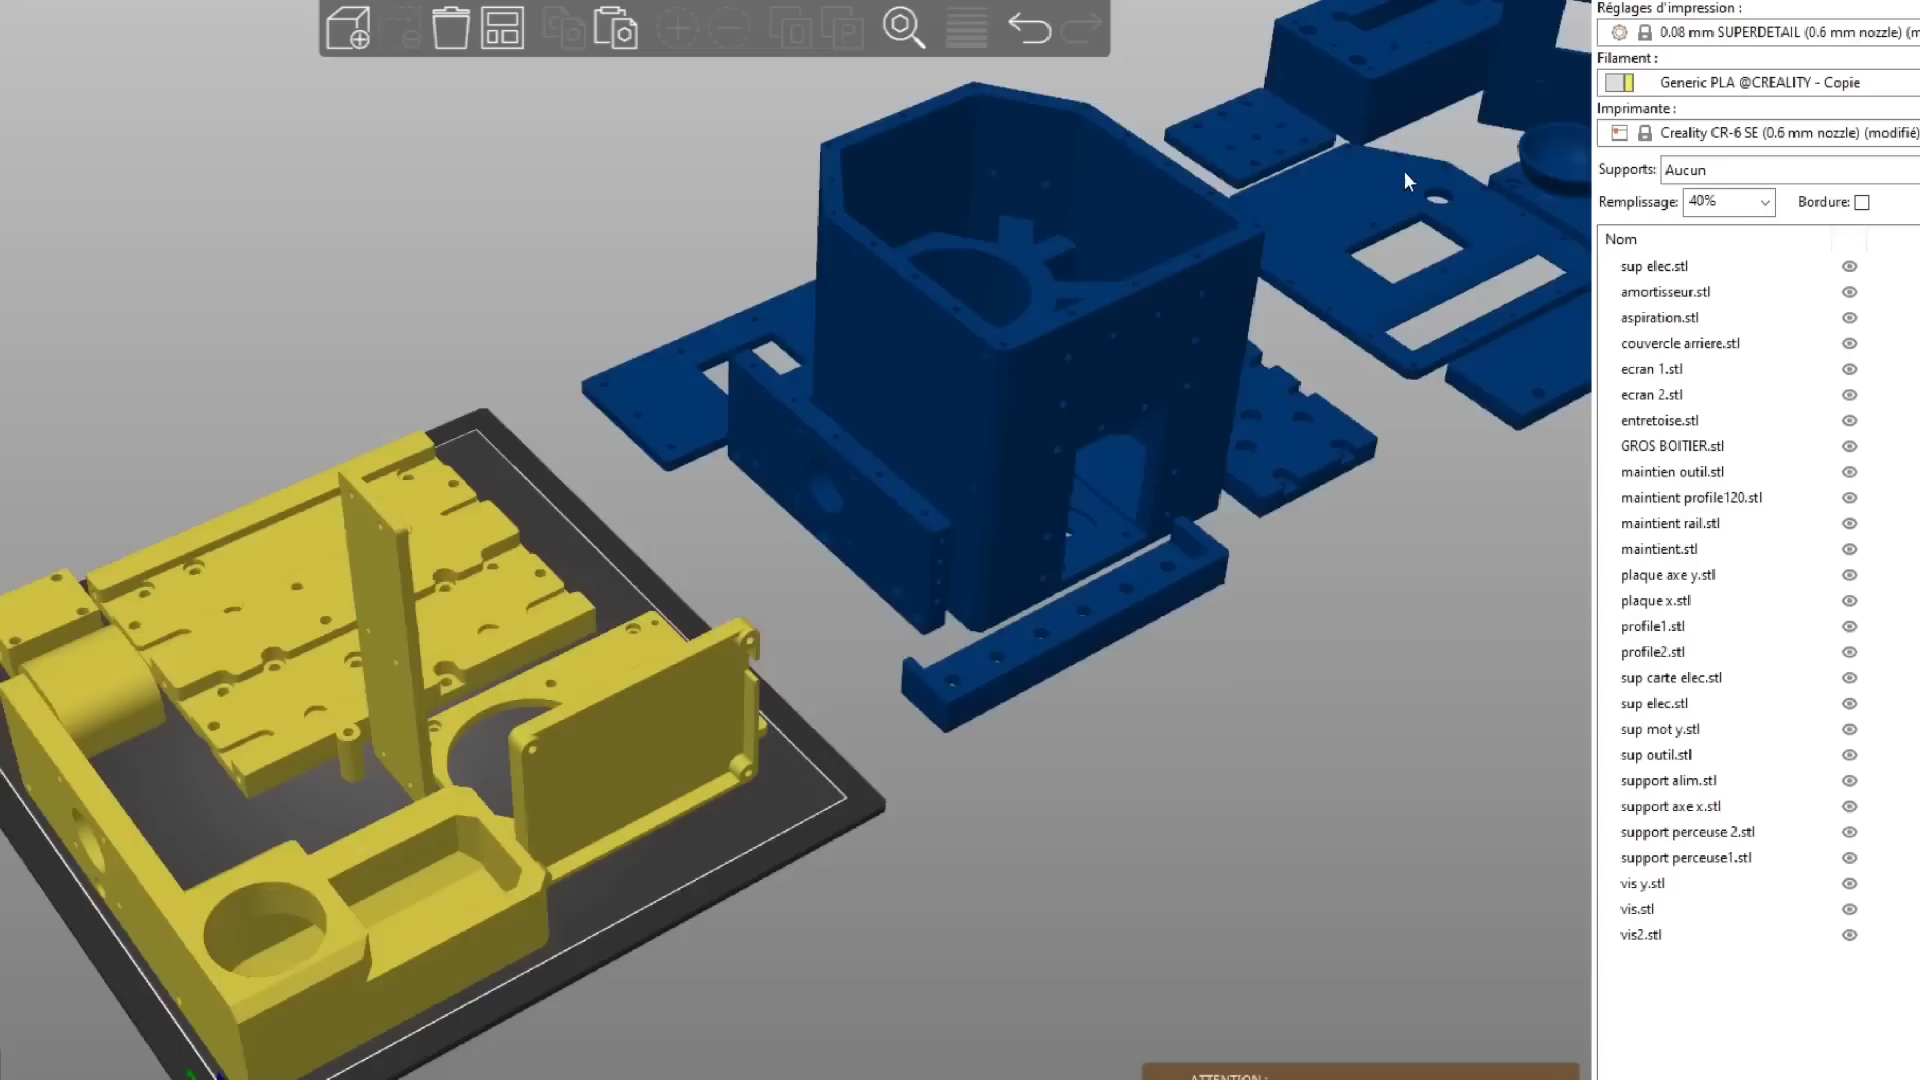 Réglages d'impression :
0.08 mm SUPERDETAIL (0.6 mm nozzle) (m
Filament :
Generic PLA @CREALITY - Copie
Imprimante :
Creality CR-6 SE (0.6 mm nozzle) (modifié)
Supports: Aucun
Remplissage: 40% Bordure:
Nom
sup elec.stl
amortisseur.stl
aspiration.stl
couvercle arriere.stl
ecran 1.stl
ecran 2.stl
entretoise.stl
GROS BOITIER.stl
maintien outil.stl
maintient profile120.stl
maintient rail.stl
maintient.stl
plaque axe y.stl
plaque x.stl
profile1.stl
profile2.stl
sup carte elec.stl
sup elec.stl
sup mot y.stl
sup outil.stl
support alim.stl
support axe x.stl
support perceuse 2.stl
support perceuse1.stl
vis y.stl
vis.stl
vis2.stl
ATTENTION :